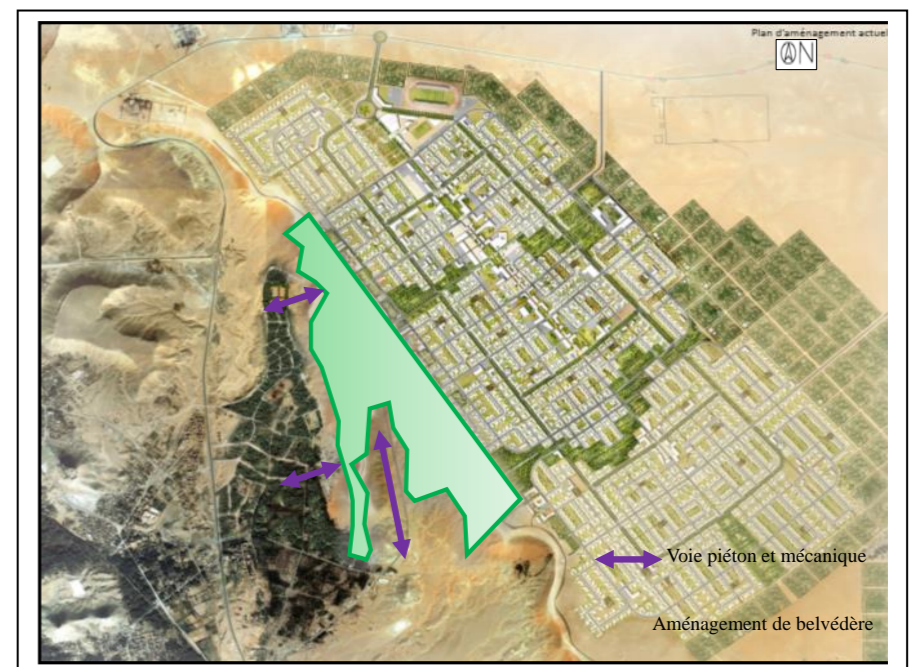 Plan d'aménagement actuel
N
Voie piéton et mécanique
Aménagement de belvédère